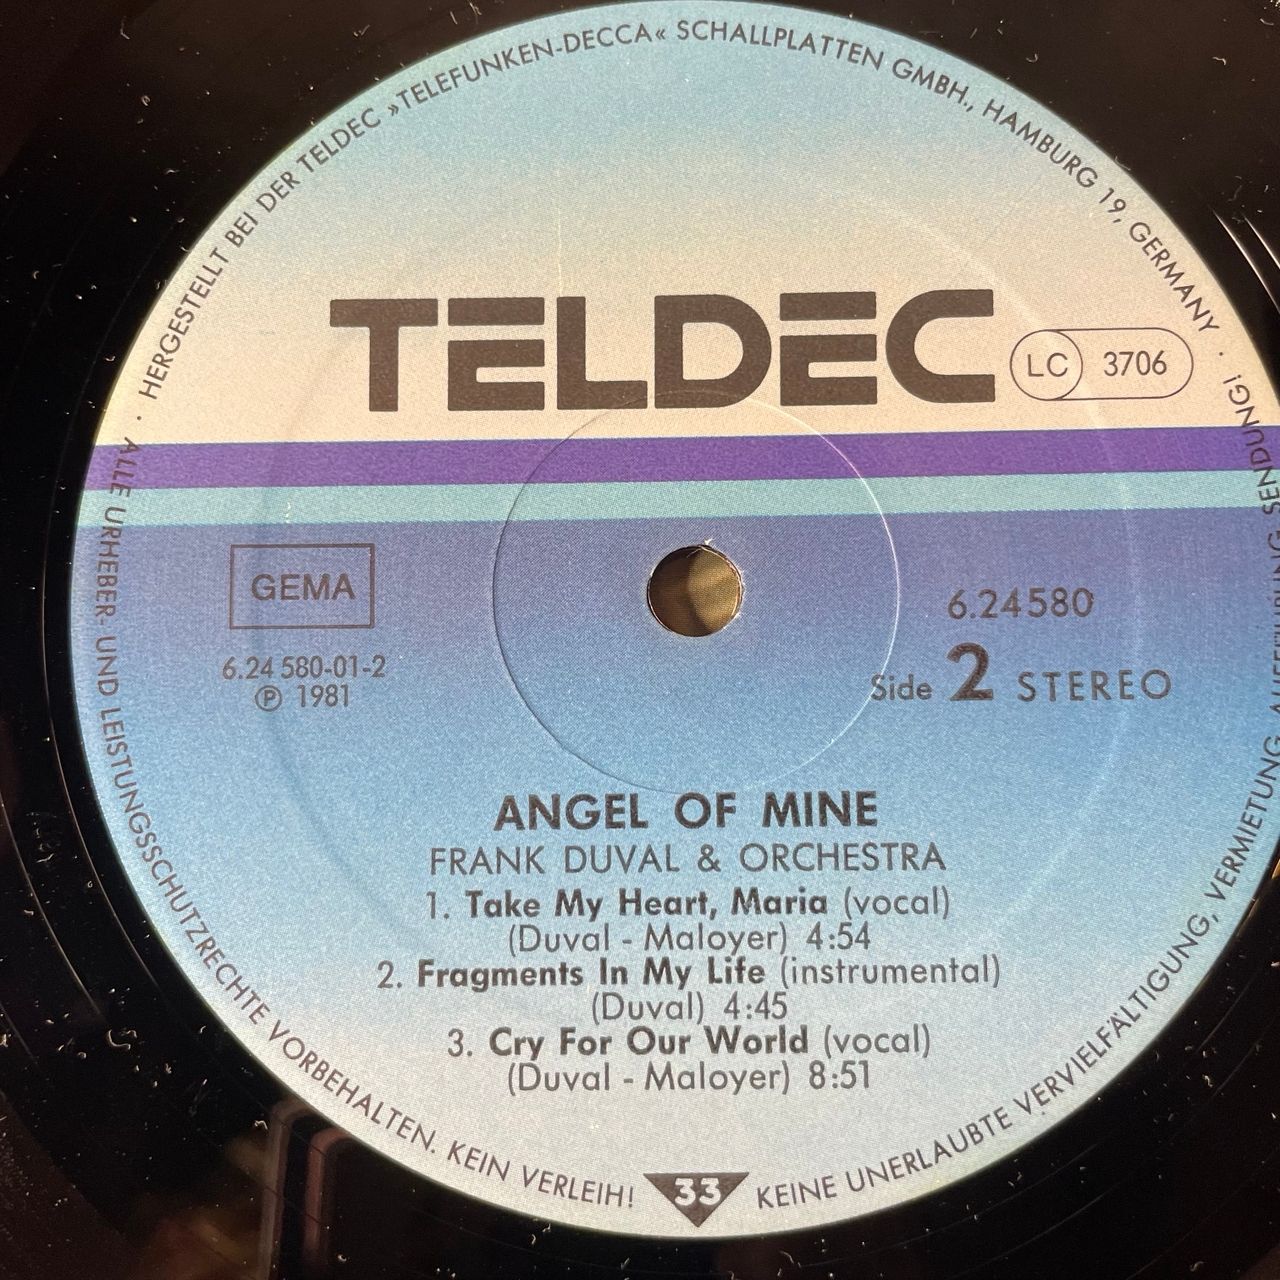 HERGESTELLT BEI DER TELDEC »TELEFUNKEN-DECCA« SCHALLPLATTEN GMBH., HAMBURG 19, GERMANY ·
TELDEC
LC 3706
GEMA
6.24 580-01-2
Ⓟ 1981
6.24580
Side 2 STEREO
ANGEL OF MINE
FRANK DUVAL & ORCHESTRA
1. Take My Heart, Maria (vocal)
(Duval - Maloyer) 4:54
2. Fragments In My Life (instrumental)
(Duval) 4:45
3. Cry For Our World (vocal)
(Duval - Maloyer) 8:51
· ALLE URHEBER- UND LEISTUNGSSCHUTZRECHTE VORBEHALTEN. KEIN VERLEIH!
33
KEINE UNERLAUBTE VERVIELFÄLTIGUNG, VERMIETUNG, AUFFÜHRUNG, SENDUNG!